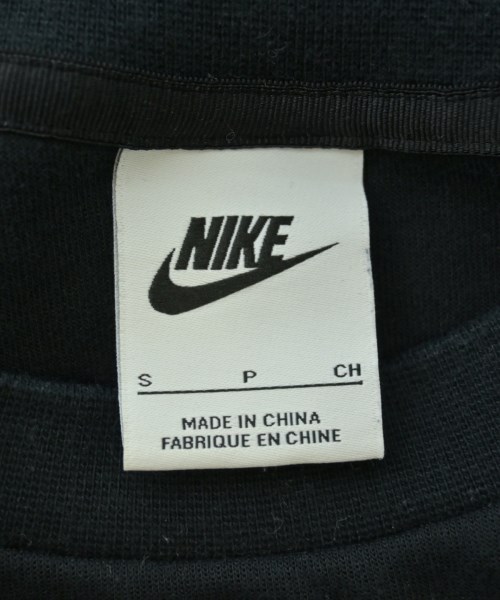 NIKE
S P CH
MADE IN CHINA
FABRIQUE EN CHINE